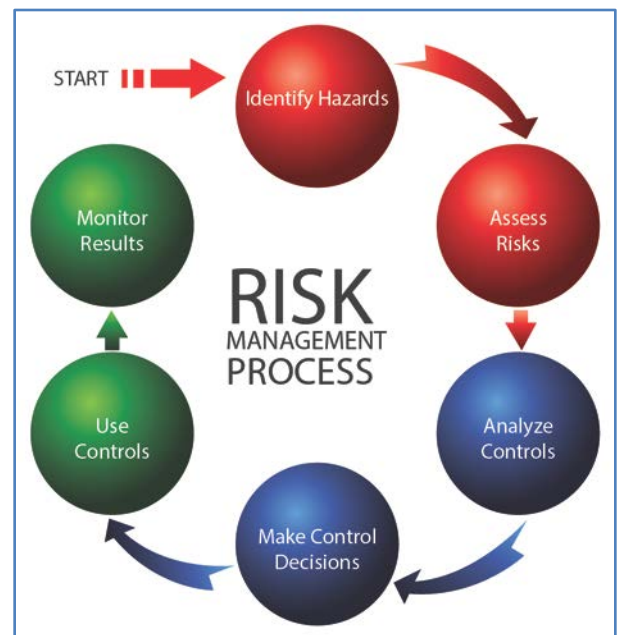 START
Identify Hazards
Assess
Risks
Analyze
Controls
Make Control
Decisions
Use
Controls
Monitor
Results
RISK
MANAGEMENT
PROCESS